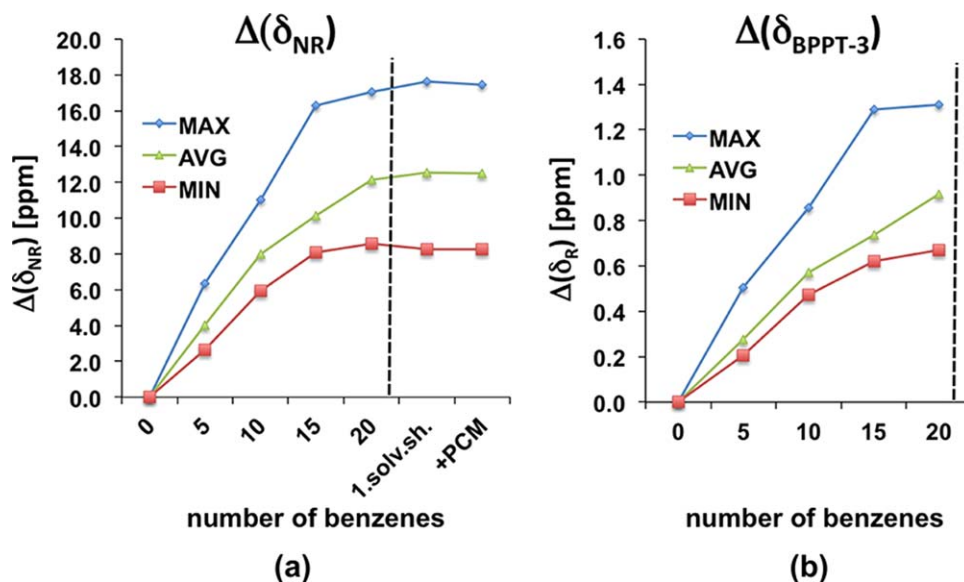 Δ(δNR)
20.0
18.0
16.0
14.0
12.0
10.0
8.0
6.0
4.0
2.0
0.0
Δ(δNR) [ppm]
MAX
AVG
MIN
0
5
10
15
20
1.solv.sh.
+PCM
number of benzenes
(a)
Δ(δBPPT-3)
1.6
1.4
1.2
1.0
0.8
0.6
0.4
0.2
0.0
Δ(δR) [ppm]
MAX
AVG
MIN
0
5
10
15
20
number of benzenes
(b)